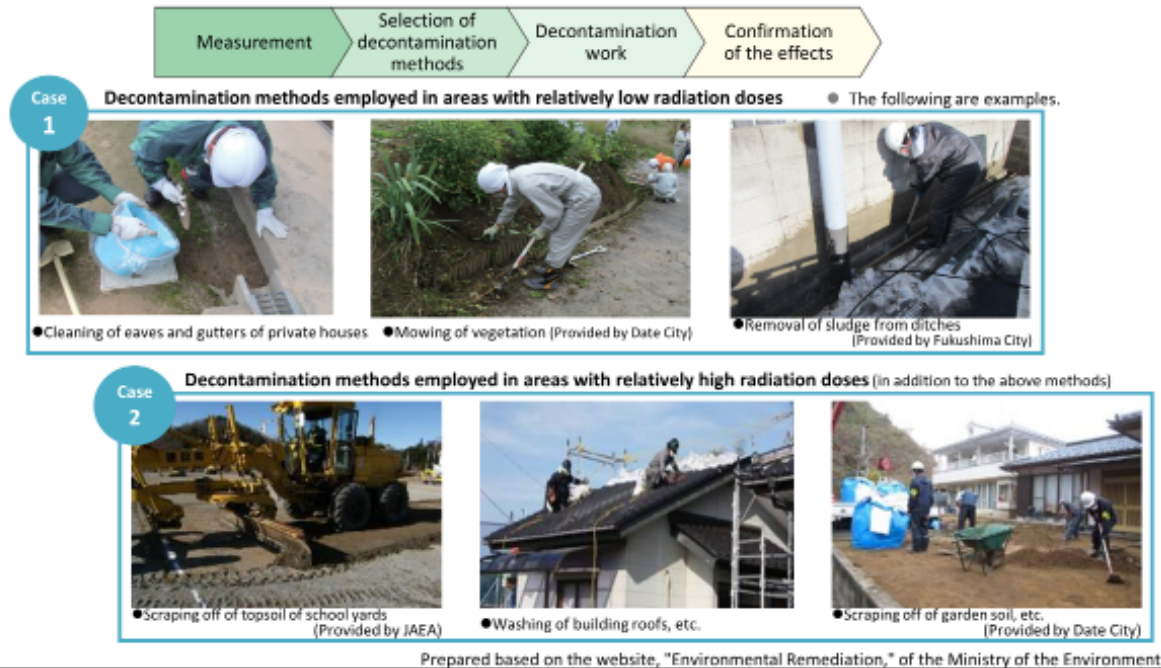 Measurement
Selection of
decontamination
methods
Decontamination
work
Confirmation
of the effects
Case
1
Decontamination methods employed in areas with relatively low radiation doses
● The following are examples.
●Cleaning of eaves and gutters of private houses
●Mowing of vegetation (Provided by Date City)
●Removal of sludge from ditches
(Provided by Fukushima City)
Case
2
Decontamination methods employed in areas with relatively high radiation doses (in addition to the above methods)
●Scraping off of topsoil of school yards
(Provided by JAEA)
●Washing of building roofs, etc.
●Scraping off of garden soil, etc.
(Provided by Date City)
Prepared based on the website, "Environmental Remediation," of the Ministry of the Environment